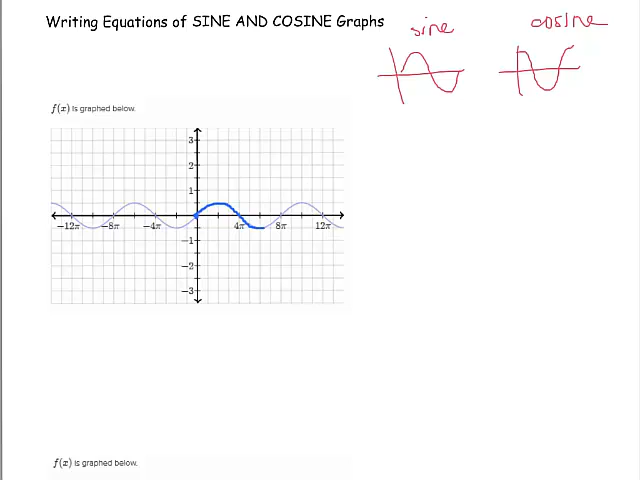 Writing Equations of SINE AND COSINE Graphs
sine
cosine
f(x) is graphed below.
3
2
1
−12π
−8π
−4π
4π
8π
12π
−1
−2
−3
f(x) is graphed below.